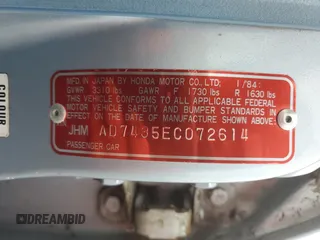 MFD. IN JAPAN BY HONDA MOTOR CO., LTD. 1/84
GVWR 3310 lbs GAWR F 1730 lbs R 1630 lbs
THIS VEHICLE CONFORMS TO ALL APPLICABLE FEDERAL
MOTOR VEHICLE SAFETY AND BUMPER STANDARDS IN
EFFECT ON THE DATE OF MANUFACTURE SHOWN ABOVE.
JHM AD7435EC072614
PASSENGER CAR
COLOUR
DREAMBID